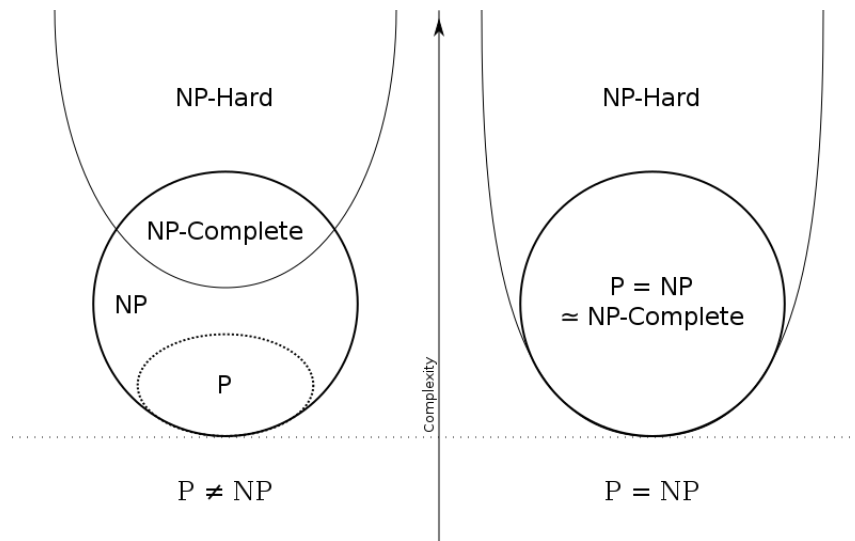 NP-Hard
NP-Complete
NP
P
P ≠ NP
Complexity
NP-Hard
P = NP
≃ NP-Complete
P = NP